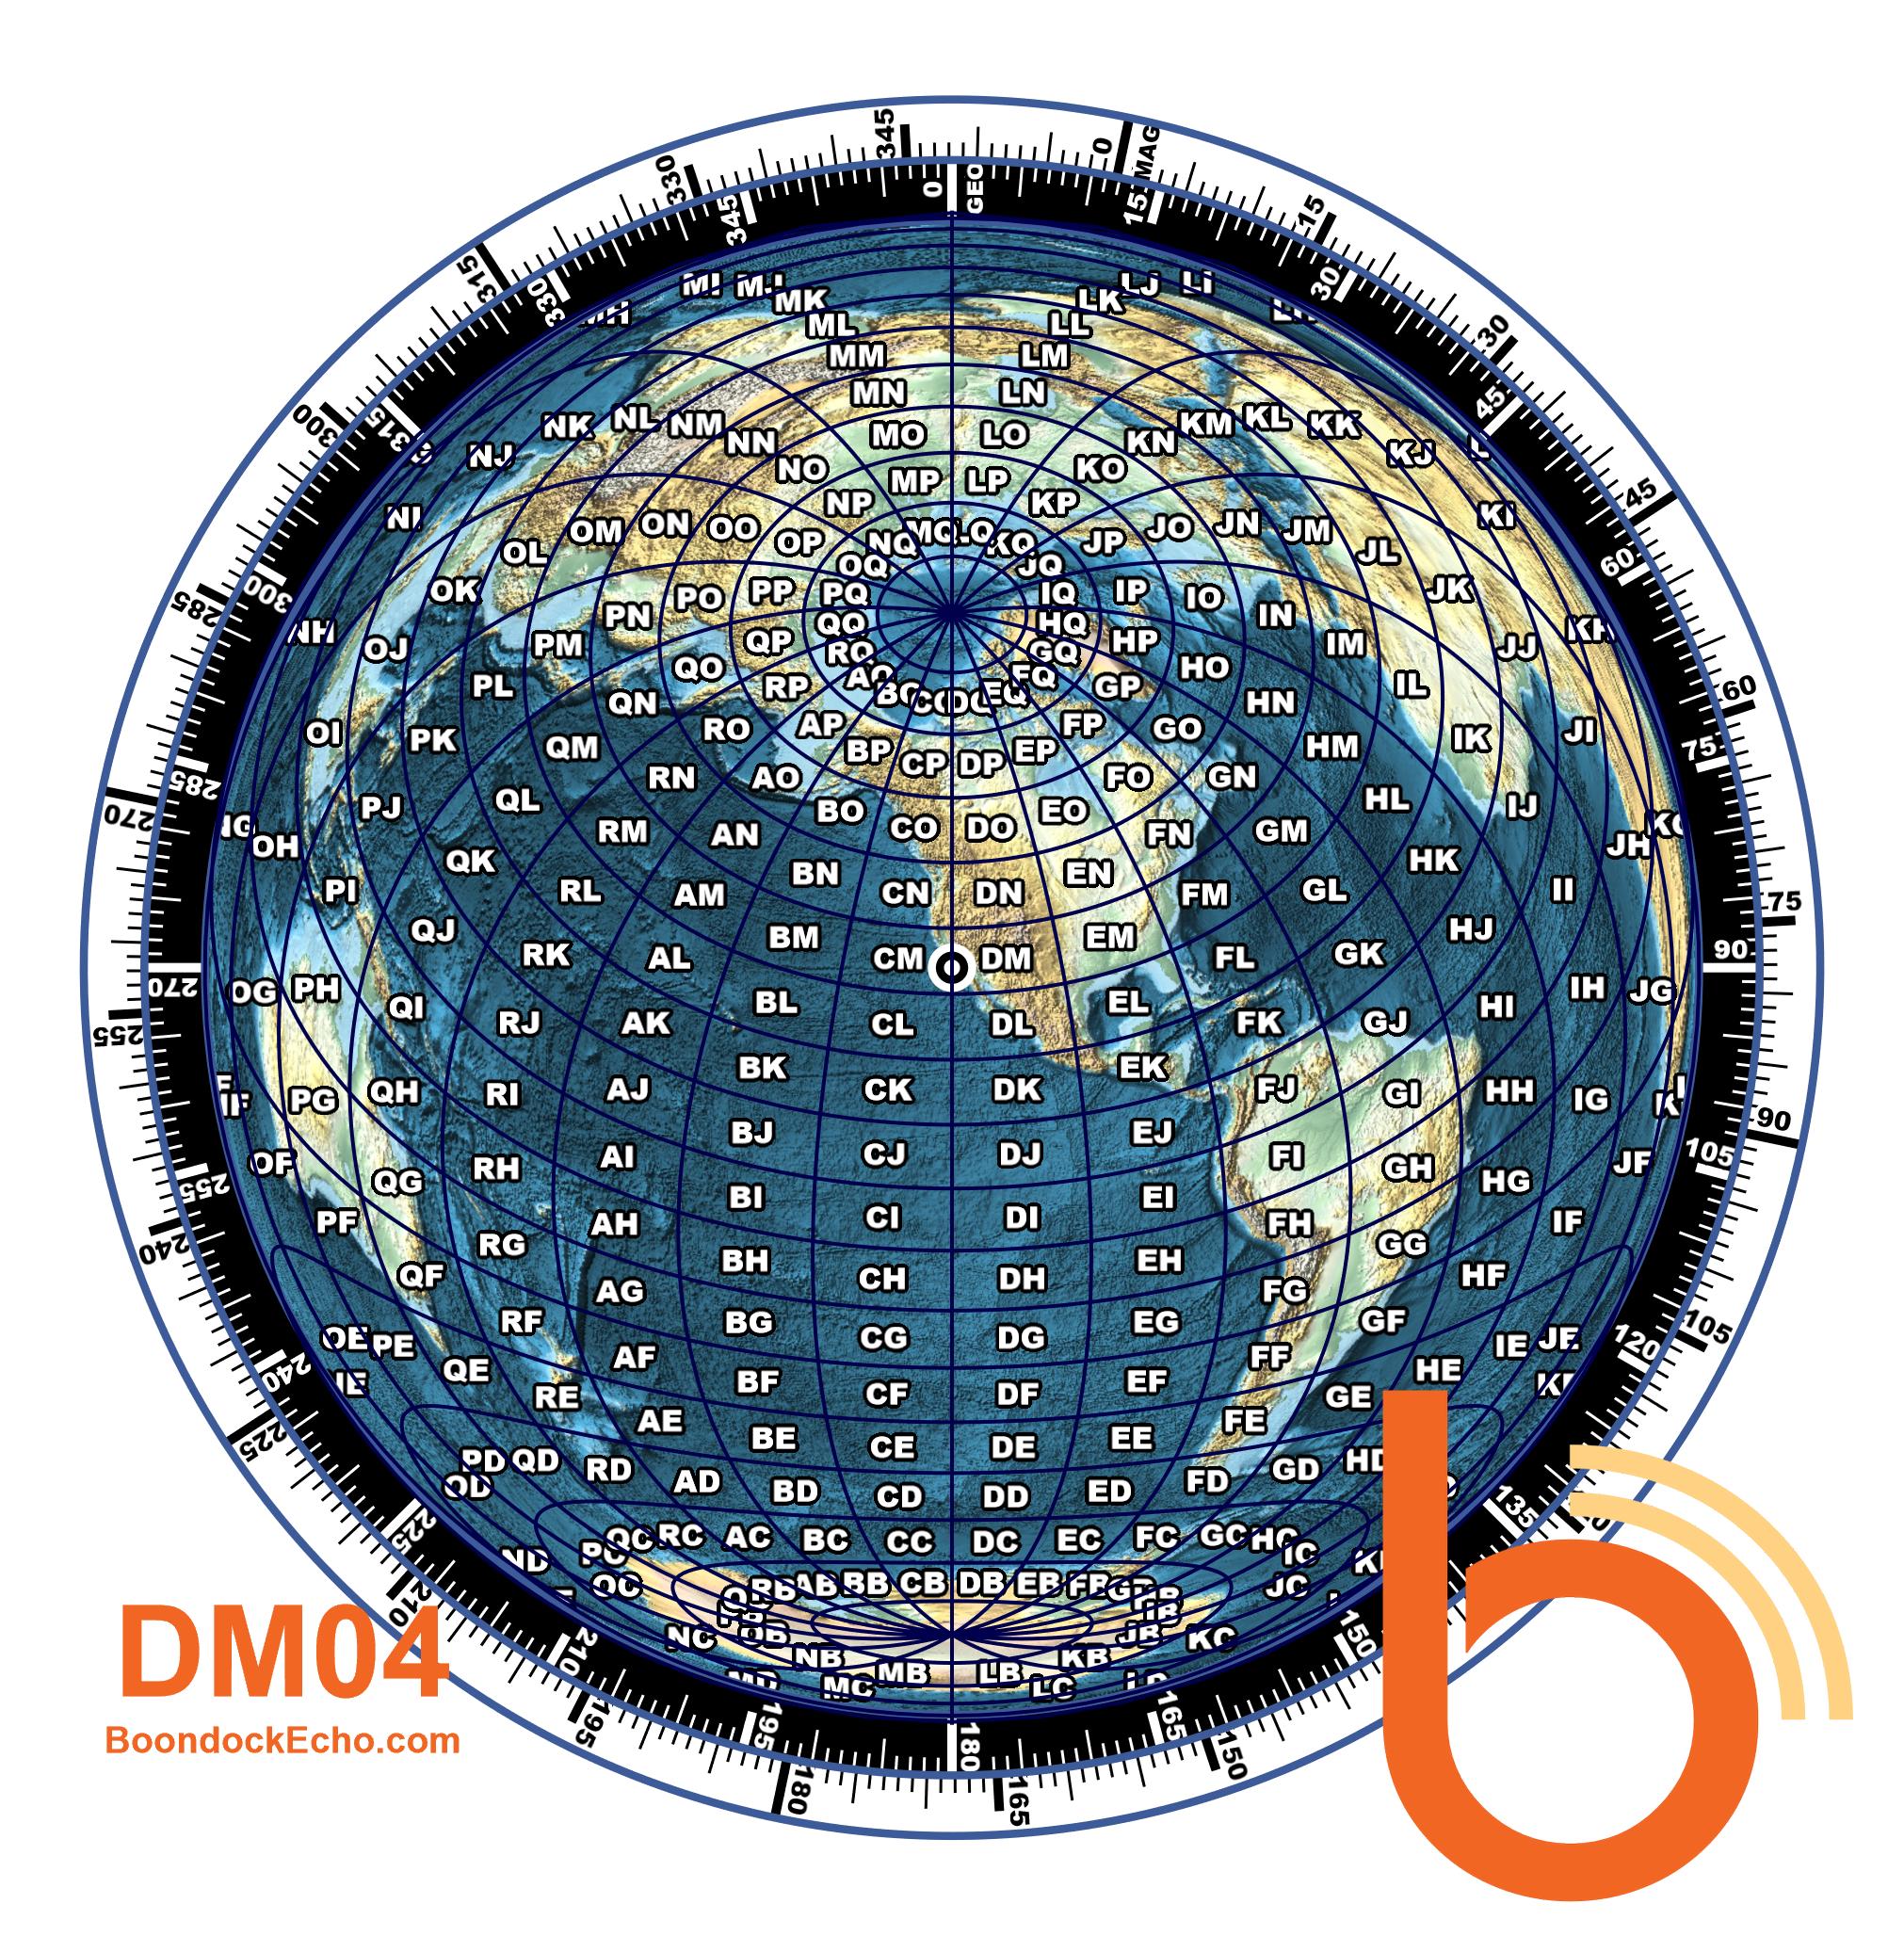 345
0
MAG
0
GEO
15
330
345
15
30
315
330
MI
MK
LK
LJ
LI
ML
LL
30
MM
LM
45
MN
LN
300
315
NK
NL
NM
NN
MO
LO
KN
KM
KL
KK
NJ
NO
MP
LP
KO
KJ
45
NP
KP
NI
OM
ON
OO
OP
NQ
MQ
KQ
JP
JO
JN
JM
KI
OL
OQ
JQ
JL
60
285
300
OK
PO
PP
PQ
IQ
IP
IO
JK
NH
PN
QQ
HQ
IN
KH
OJ
PM
QP
RQ
GQ
HP
IM
JJ
QO
HO
PL
RP
AQ
FQ
GP
IL
60
QN
EQ
HN
OI
PK
RO
AP
FP
GO
IK
JI
QM
BP
CP
DP
EP
HM
75
285
RN
AO
FO
GN
270
PJ
QL
BO
EO
HL
IJ
OH
RM
AN
CO
DO
FN
GM
JH
QK
BN
EN
HK
PI
RL
AM
CN
DN
FM
GL
II
75
QJ
BM
EM
HJ
RK
AL
CM
DM
FL
GK
90
270
OG
PH
QI
BL
EL
HI
IH
JG
255
RJ
AK
CL
DL
FK
GJ
BK
EK
PG
QH
RI
AJ
CK
DK
FJ
GI
HH
IG
90
BJ
EJ
OF
RH
AI
CJ
DJ
FI
GH
JF
105
255
QG
BI
EI
HG
240
PF
RG
AH
CI
DI
FH
GG
IF
BH
EH
QF
AG
CH
DH
FG
HF
RF
BG
EG
GF
105
OE
PE
CG
DG
IE
JE
120
240
QE
AF
FF
HE
IE
RE
BF
CF
DF
EF
GE
225
AE
FE
BE
CE
DE
EE
PD
QD
RD
GD
OD
AD
BD
CD
DD
ED
FD
135
225
ND
PC
QC
RC
AC
BC
CC
DC
EC
FC
GC
HC
IC
OC
RB
AB
BB
CB
DB
EB
FB
JC
210
IB
DM04
210
NC
OB
JB
KC
150
NB
KB
MB
LB
MD
MC
LC
BoondockEcho.com
195
195
180
165
150
180
165
b